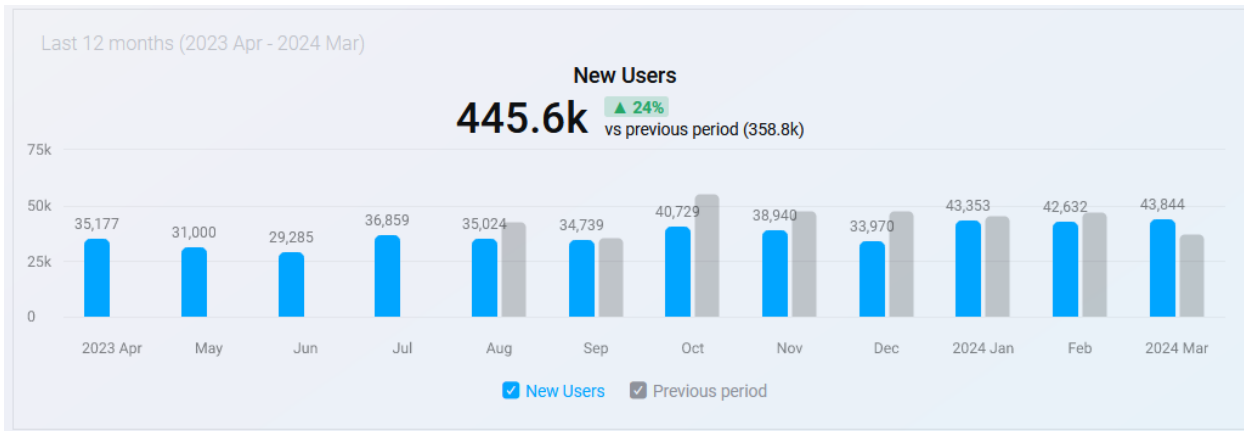 Last 12 months (2023 Apr - 2024 Mar)
New Users
445.6k
▲ 24%
vs previous period (358.8k)
75k
50k
25k
0
35,177
31,000
29,285
36,859
35,024
34,739
40,729
38,940
33,970
43,353
42,632
43,844
2023 Apr May Jun Jul Aug Sep Oct Nov Dec 2024 Jan Feb 2024 Mar
New Users Previous period